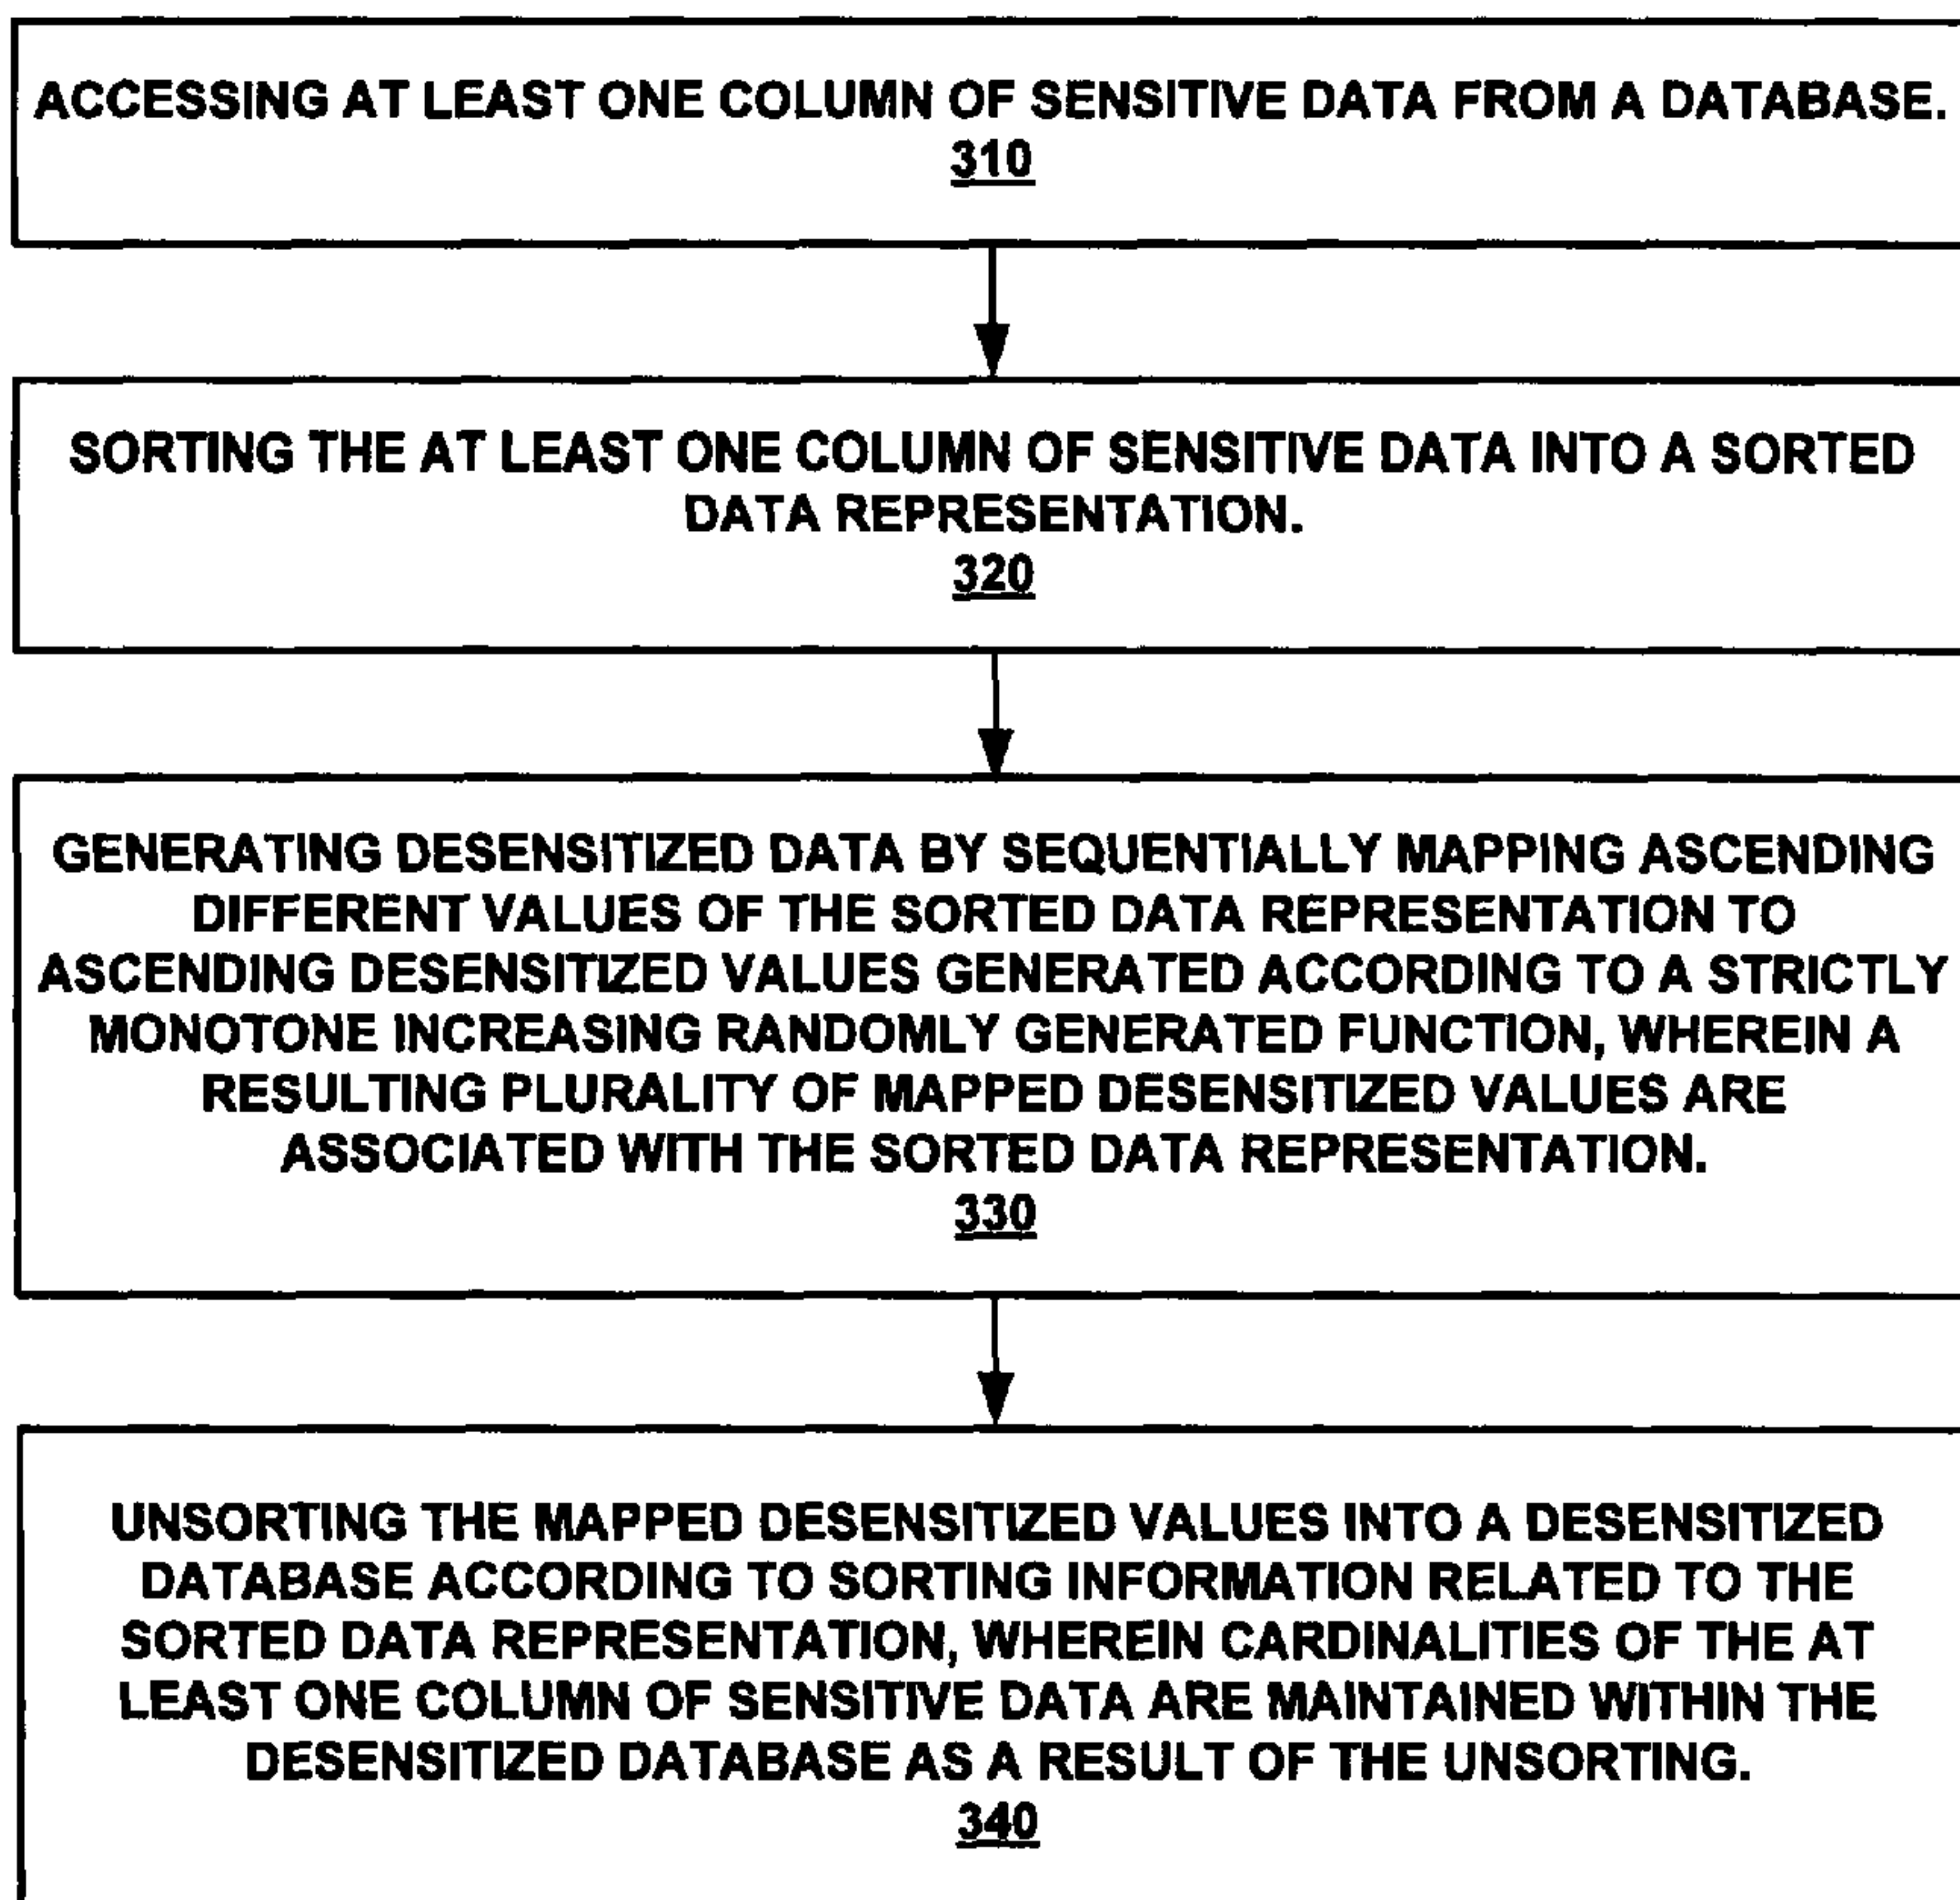 ACCESSING AT LEAST ONE COLUMN OF SENSITIVE DATA FROM A DATABASE.
310
SORTING THE AT LEAST ONE COLUMN OF SENSITIVE DATA INTO A SORTED
DATA REPRESENTATION.
320
GENERATING DESENSITIZED DATA BY SEQUENTIALLY MAPPING ASCENDING
DIFFERENT VALUES OF THE SORTED DATA REPRESENTATION TO
ASCENDING DESENSITIZED VALUES GENERATED ACCORDING TO A STRICTLY
MONOTONE INCREASING RANDOMLY GENERATED FUNCTION, WHEREIN A
RESULTING PLURALITY OF MAPPED DESENSITIZED VALUES ARE
ASSOCIATED WITH THE SORTED DATA REPRESENTATION.
330
UNSORTING THE MAPPED DESENSITIZED VALUES INTO A DESENSITIZED
DATABASE ACCORDING TO SORTING INFORMATION RELATED TO THE
SORTED DATA REPRESENTATION, WHEREIN CARDINALITIES OF THE AT
LEAST ONE COLUMN OF SENSITIVE DATA ARE MAINTAINED WITHIN THE
DESENSITIZED DATABASE AS A RESULT OF THE UNSORTING.
340